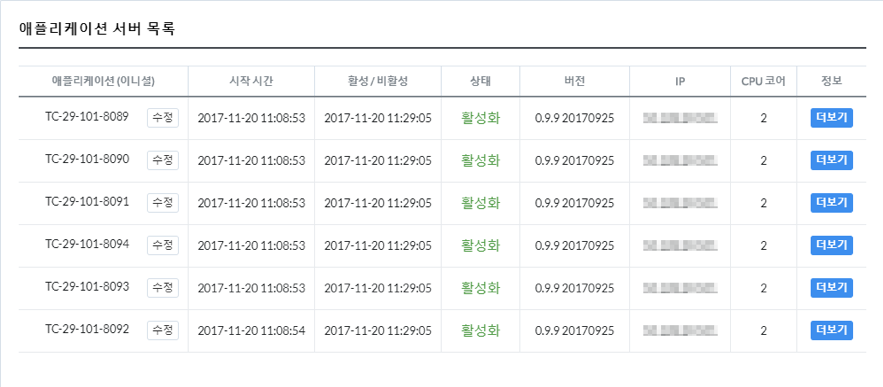 애플리케이션 서버 목록
애플리케이션 (이니셜) 시작 시간 활성 / 비활성 상태 버전 IP CPU 코어 정보
TC-29-101-8089 수정 2017-11-20 11:08:53 2017-11-20 11:29:05 활성화 0.9.9 20170925 2 더보기
TC-29-101-8090 수정 2017-11-20 11:08:53 2017-11-20 11:29:05 활성화 0.9.9 20170925 2 더보기
TC-29-101-8091 수정 2017-11-20 11:08:53 2017-11-20 11:29:05 활성화 0.9.9 20170925 2 더보기
TC-29-101-8094 수정 2017-11-20 11:08:53 2017-11-20 11:29:05 활성화 0.9.9 20170925 2 더보기
TC-29-101-8093 수정 2017-11-20 11:08:53 2017-11-20 11:29:05 활성화 0.9.9 20170925 2 더보기
TC-29-101-8092 수정 2017-11-20 11:08:54 2017-11-20 11:29:05 활성화 0.9.9 20170925 2 더보기